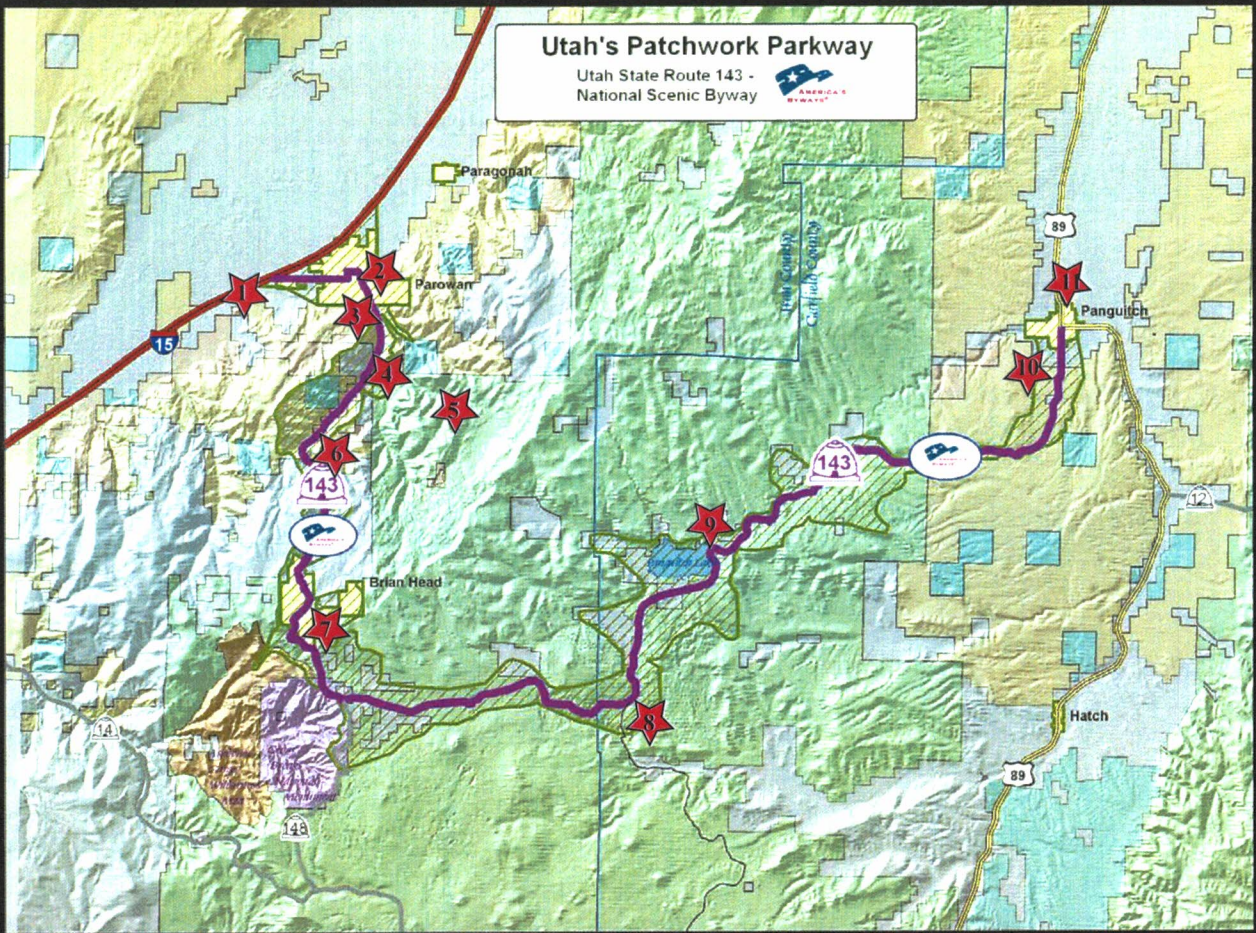 Utah's Patchwork Parkway
Utah State Route 143 -
National Scenic Byway
AMERICA'S
BYWAYS®
Paragonah
89
2
1
Parowan
11
3
Panguitch
15
Garfield County
4
10
5
6
143
143
12
9
Brian Head
7
8
Hatch
14
89
148